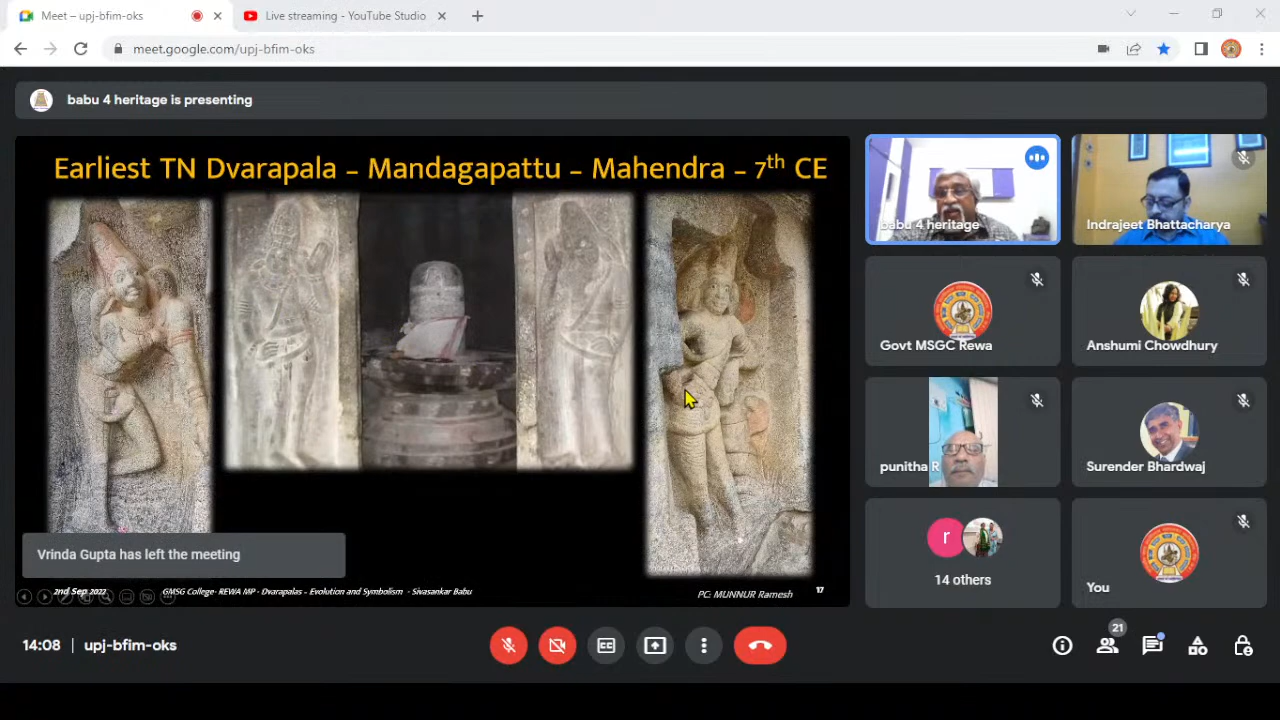 Meet – upj-bfim-oks
Live streaming - YouTube Studio
meet.google.com/upj-bfim-oks
babu 4 heritage is presenting
Earliest TN Dvarapala – Mandagapattu – Mahendra – 7th CE
babu 4 heritage
Indrajeet Bhattacharya
Govt MSGC Rewa
Anshumi Chowdhury
punitha R
Surender Bhardwaj
r
14 others
You
Vrinda Gupta has left the meeting
2nd Sep 2022
GMSG College- REWA MP - Dvarapalas - Evolution and Symbolism - Sivasankar Babu
PC: MUNNUR Ramesh
17
14:08 | upj-bfim-oks
CC
21